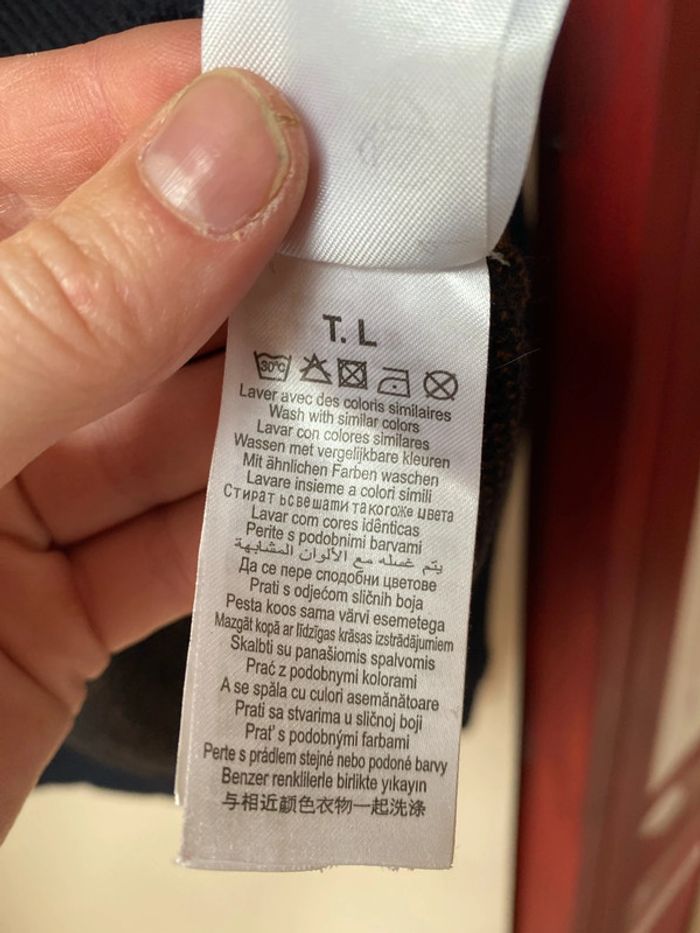 T. L
30°C
Laver avec des coloris similaires
Wash with similar colors
Lavar con colores similares
Wassen met vergelijkbare kleuren
Mit ähnlichen Farben waschen
Lavare insieme a colori simili
Стират ьсвешати такогоже цвета
Lavar com cores idênticas
Perite s podobnimi barvami
يتم غسله مع الألوان المشابهة
Да се пере сподобни цветове
Prati s odjećom sličnih boja
Pesta koos sama värvi esemetega
Mazgāt kopā ar līdzīgas krāsas izstrādājumiem
Skalbti su panašiomis spalvomis
Prać z podobnymi kolorami
A se spăla cu culori asemănătoare
Prati sa stvarima u sličnoj boji
Prat' s podobnými farbami
Perte s prádlem stejné nebo podoné barvy
Benzer renklilerle birlikte yıkayın
与相近颜色衣物一起洗涤